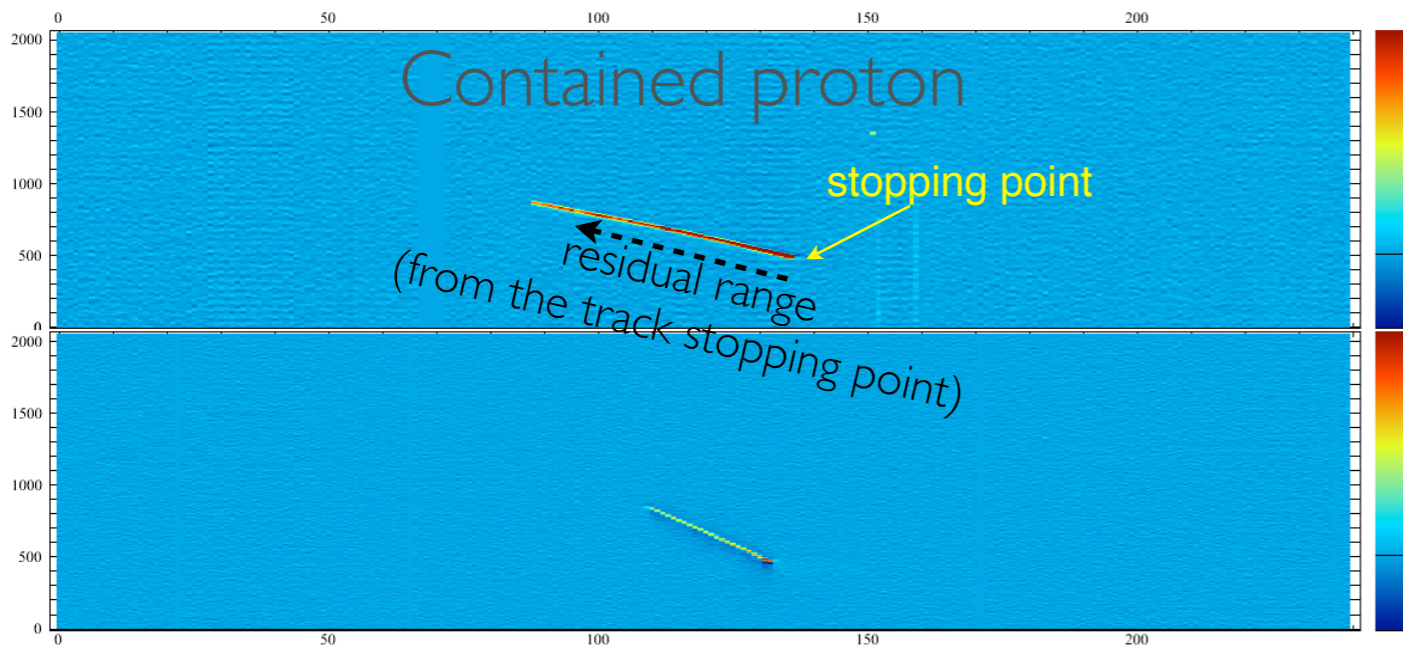 0 50 100 150 200
2000
Contained proton
1500
1000
stopping point
500
residual range
(from the track stopping point)
0
2000
1500
1000
500
0
0 50 100 150 200